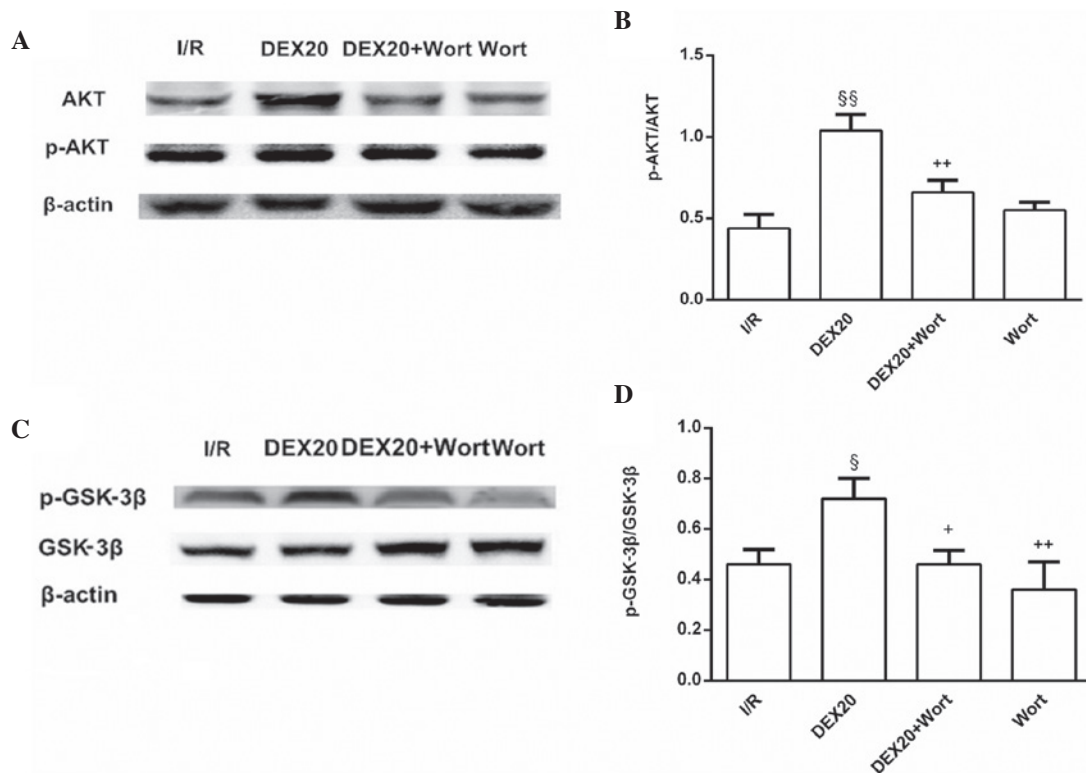 A
I/R DEX20 DEX20+Wort Wort
AKT
p-AKT
β-actin
B
p-AKT/AKT
1.5
1.0
0.5
0.0
§§
++
I/R DEX20 DEX20+Wort Wort
C
I/R DEX20 DEX20+Wort Wort
p-GSK-3β
GSK-3β
β-actin
D
p-GSK-3β/GSK-3β
1.0
0.8
0.6
0.4
0.2
0.0
§
+
++
I/R DEX20 DEX20+Wort Wort